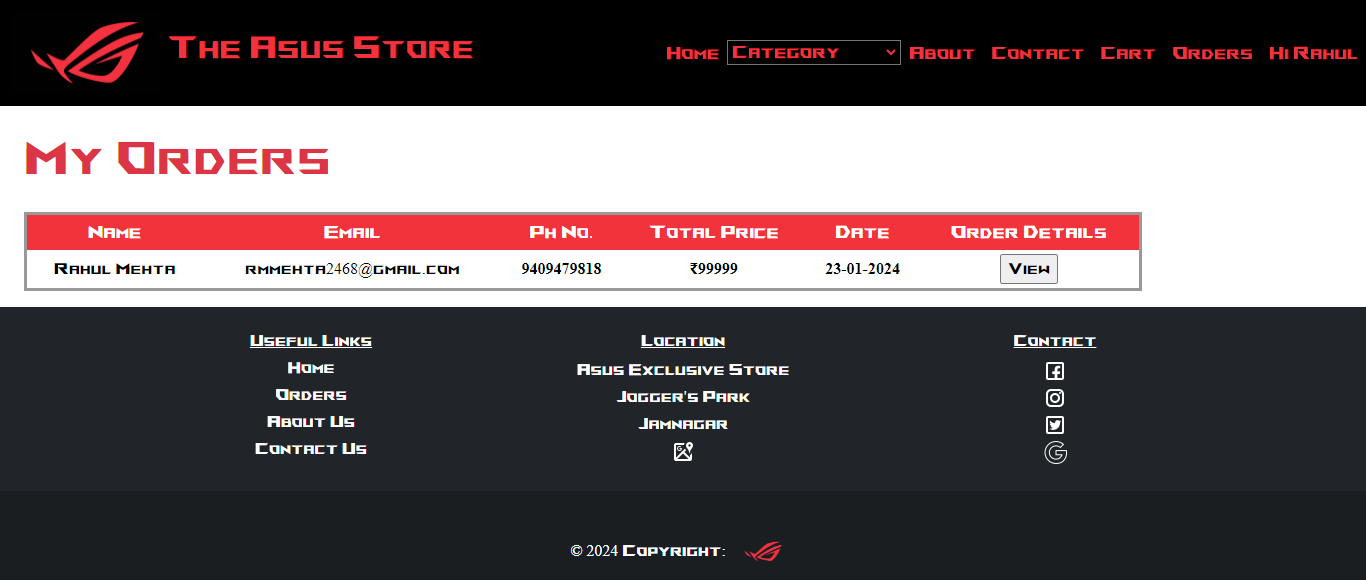 The Asus Store
Home Category About Contact Cart Orders Hi Rahul
My Orders
Name Email Ph No. Total Price Date Order Details
Rahul Mehta rmmehta2468@gmail.com 9409479818 ₹99999 23-01-2024 View
Useful Links Location Contact
Home Asus Exclusive Store
Orders Jogger's Park
About Us Jamnagar
Contact Us
© 2024 Copyright: